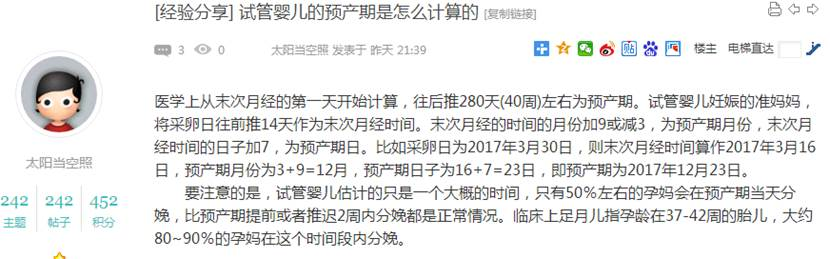 [经验分享] 试管婴儿的预产期是怎么计算的 [复制链接]
3 0 太阳当空照 发表于 昨天 21:39 贴 楼主 电梯直达
医学上从末次月经的第一天开始计算，往后推280天(40周)左右为预产期。试管婴儿妊娠的准妈妈，
将采卵日往前推14天作为末次月经时间。末次月经的时间的月份加9或减3，为预产期月份，末次月
经时间的日子加7，为预产期日。比如采卵日为2017年3月30日，则末次月经时间算作2017年3月16
日，预产期月份为3+9=12月，预产期日子为16+7=23日，即预产期为2017年12月23日。
要注意的是，试管婴儿估计的只是一个大概的时间，只有50%左右的孕妈会在预产期当天分
娩，比预产期提前或者推迟2周内分娩都是正常情况。临床上足月儿指孕龄在37-42周的胎儿，大约
80~90%的孕妈在这个时间段内分娩。
太阳当空照
242 242 452
主题 帖子 积分